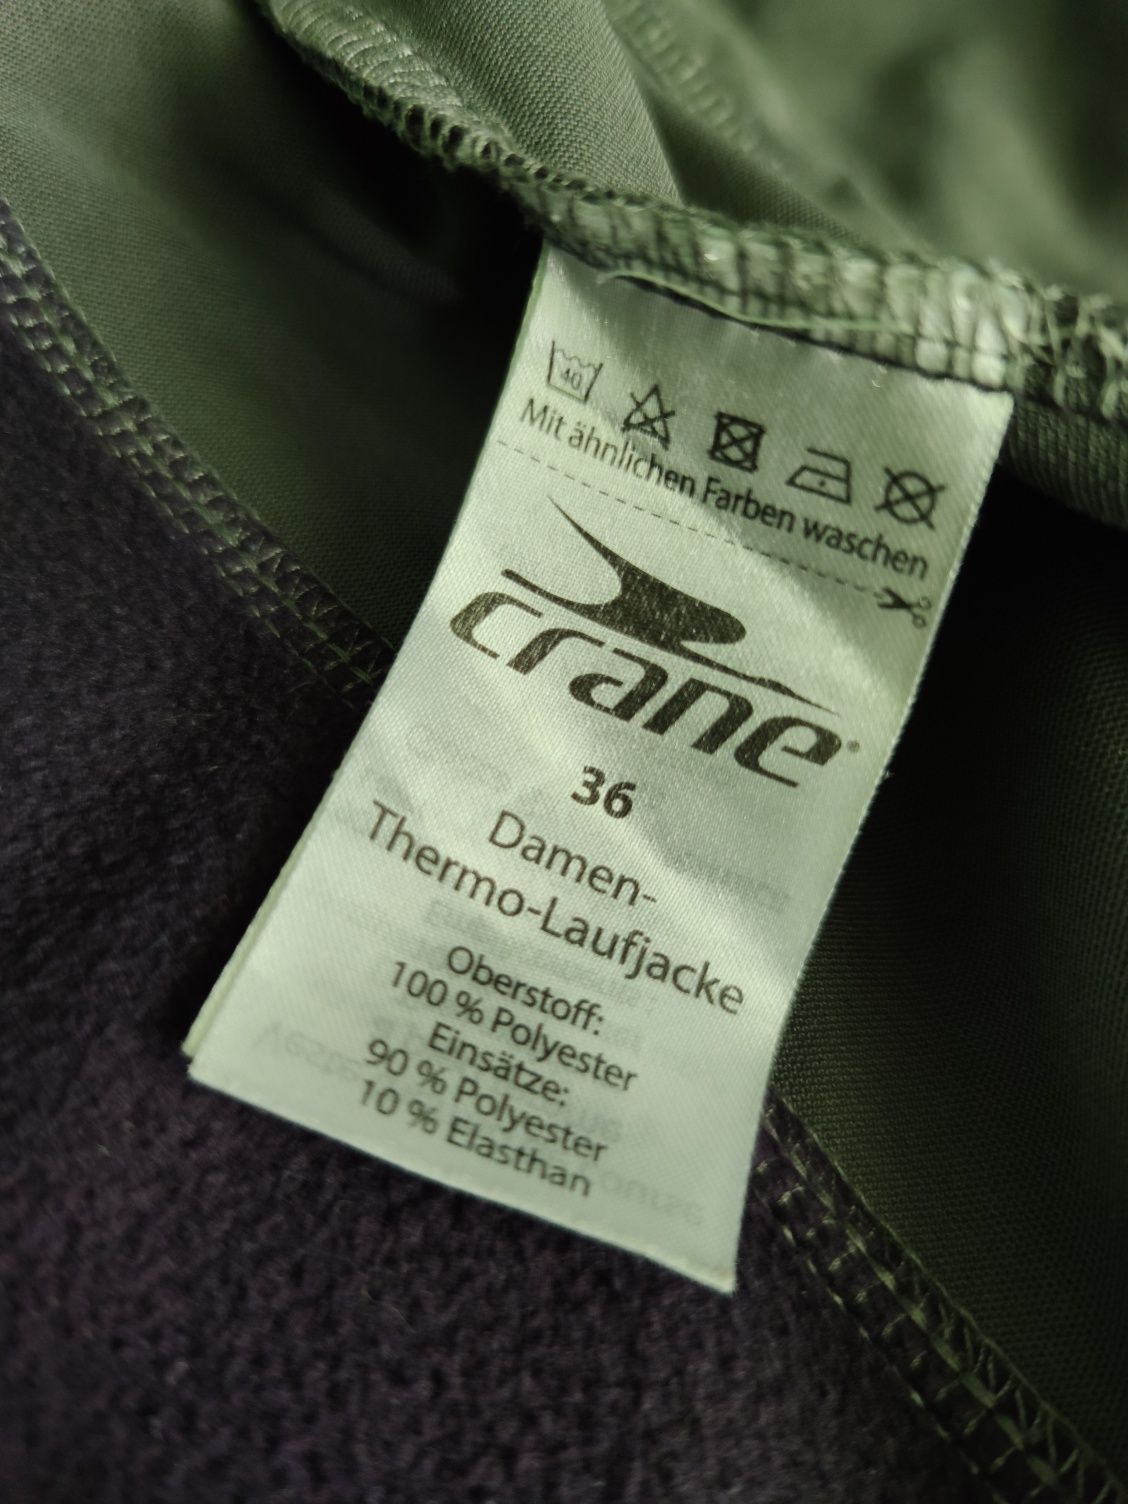 40
Mit ähnlichen Farben waschen
crane®
36
Damen-
Thermo-Laufjacke
Oberstoff:
100 % Polyester
Einsätze:
90 % Polyester
10 % Elasthan